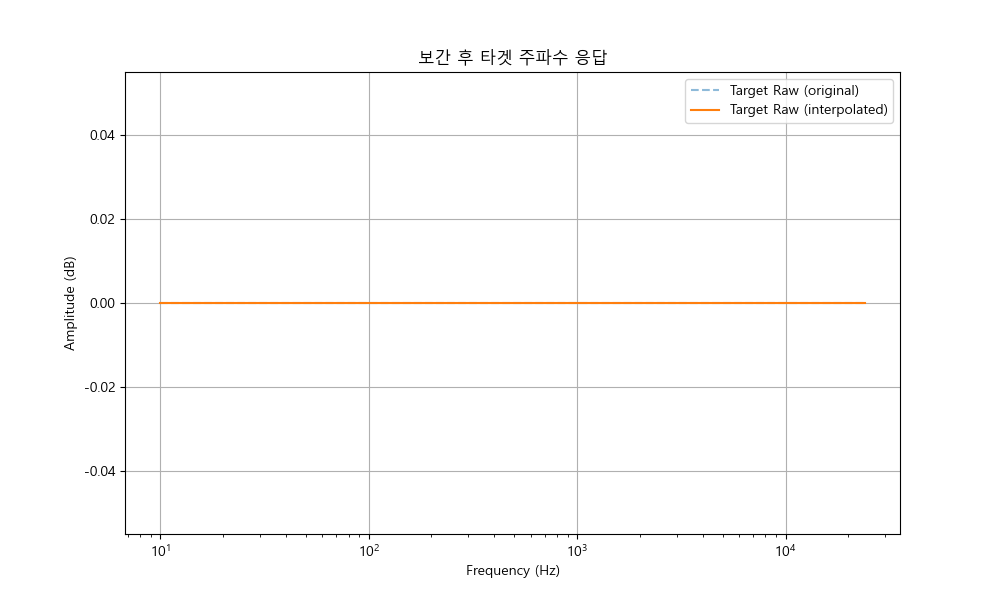 보간 후 타겟 주파수 응답
Target Raw (original)
Target Raw (interpolated)
Amplitude (dB)
0.04
0.02
0.00
-0.02
-0.04
10¹ 10² 10³ 10⁴
Frequency (Hz)